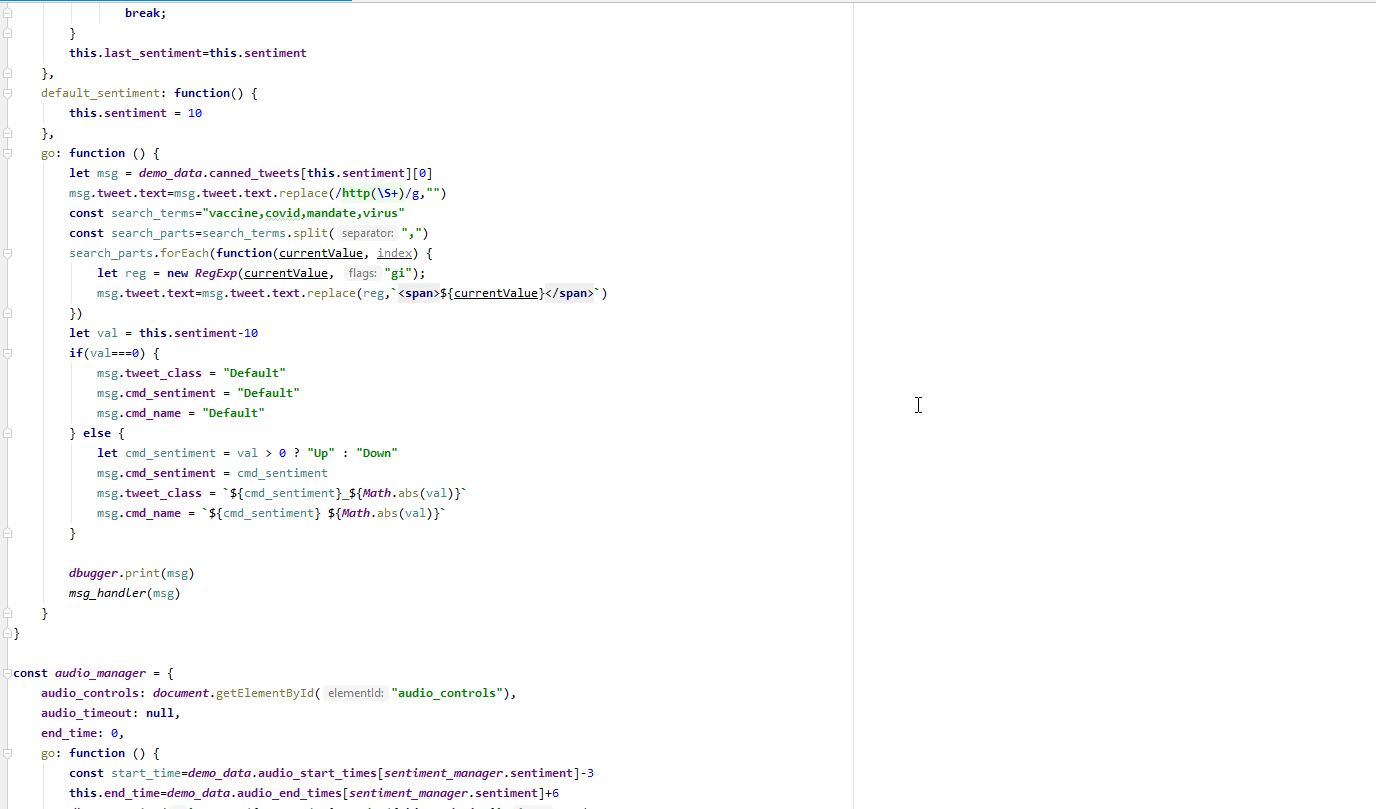 break;
}
this.last_sentiment=this.sentiment
},
default_sentiment: function() {
this.sentiment = 10
},
go: function () {
let msg = demo_data.canned_tweets[this.sentiment][0]
msg.tweet.text=msg.tweet.text.replace(/http(\S+)/g,"")
const search_terms="vaccine,covid,mandate,virus"
const search_parts=search_terms.split( separator: ",")
search_parts.forEach(function(currentValue, index) {
let reg = new RegExp(currentValue, flags: "gi");
msg.tweet.text=msg.tweet.text.replace(reg,`<span>${currentValue}</span>`)
})
let val = this.sentiment-10
if(val===0) {
msg.tweet_class = "Default"
msg.cmd_sentiment = "Default"
msg.cmd_name = "Default"
} else {
let cmd_sentiment = val > 0 ? "Up" : "Down"
msg.cmd_sentiment = cmd_sentiment
msg.tweet_class = `${cmd_sentiment}_${Math.abs(val)}`
msg.cmd_name = `${cmd_sentiment} ${Math.abs(val)}`
}
dbugger.print(msg)
msg_handler(msg)
}
}
const audio_manager = {
audio_controls: document.getElementById( elementId: "audio_controls"),
audio_timeout: null,
end_time: 0,
go: function () {
const start_time=demo_data.audio_start_times[sentiment_manager.sentiment]-3
this.end_time=demo_data.audio_end_times[sentiment_manager.sentiment]+6